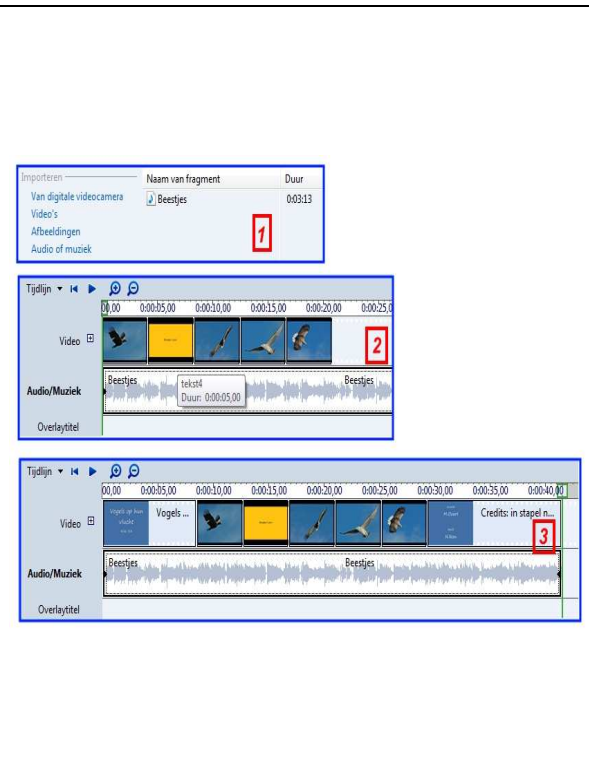 Importeren
Naam van fragment Duur
Van digitale videocamera
Beestjes 0:03:13
Video's
Afbeeldingen
Audio of muziek
1
Tijdlijn
00,00 0:00:05,00 0:00:10,00 0:00:15,00 0:00:20,00 0:00:25,0
Video
2
Beestjes Beestjes
tekst4
Duur: 0:00:05,00
Audio/Muziek
Overlaytitel
Tijdlijn
00,00 0:00:05,00 0:00:10,00 0:00:15,00 0:00:20,00 0:00:25,00 0:00:30,00 0:00:35,00 0:00:40,00
Vogels op hun
vlucht
Vogels ...
Credits: in stapel n...
Video
3
Beestjes Beestjes
Audio/Muziek
Overlaytitel